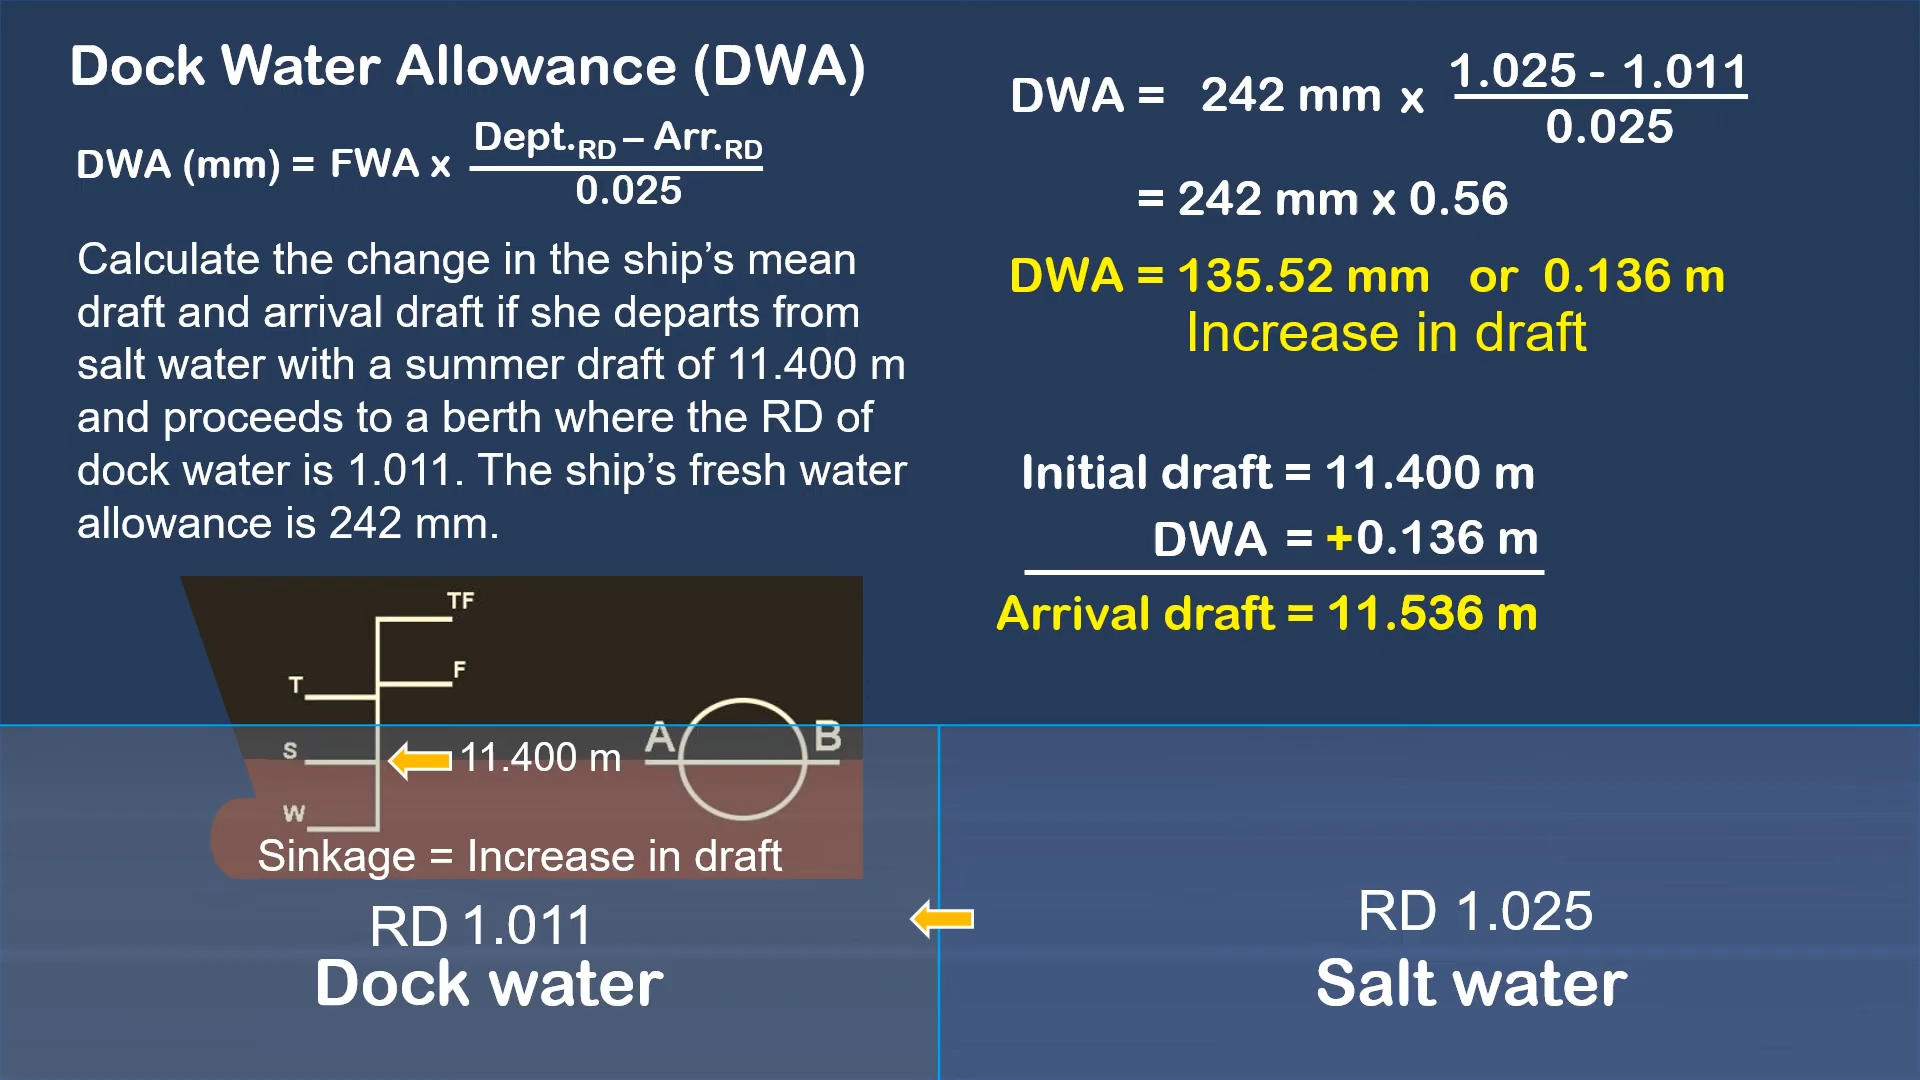 Dock Water Allowance (DWA)
DWA (mm) = FWA x Dept.RD – Arr.RD
0.025
Calculate the change in the ship’s mean
draft and arrival draft if she departs from
salt water with a summer draft of 11.400 m
and proceeds to a berth where the RD of
dock water is 1.011. The ship’s fresh water
allowance is 242 mm.
DWA = 242 mm x 1.025 - 1.011
0.025
= 242 mm x 0.56
DWA = 135.52 mm or 0.136 m
Increase in draft
Initial draft = 11.400 m
DWA = +0.136 m
Arrival draft = 11.536 m
TF
F
T
S
11.400 m
A B
W
Sinkage = Increase in draft
RD 1.011
Dock water
RD 1.025
Salt water